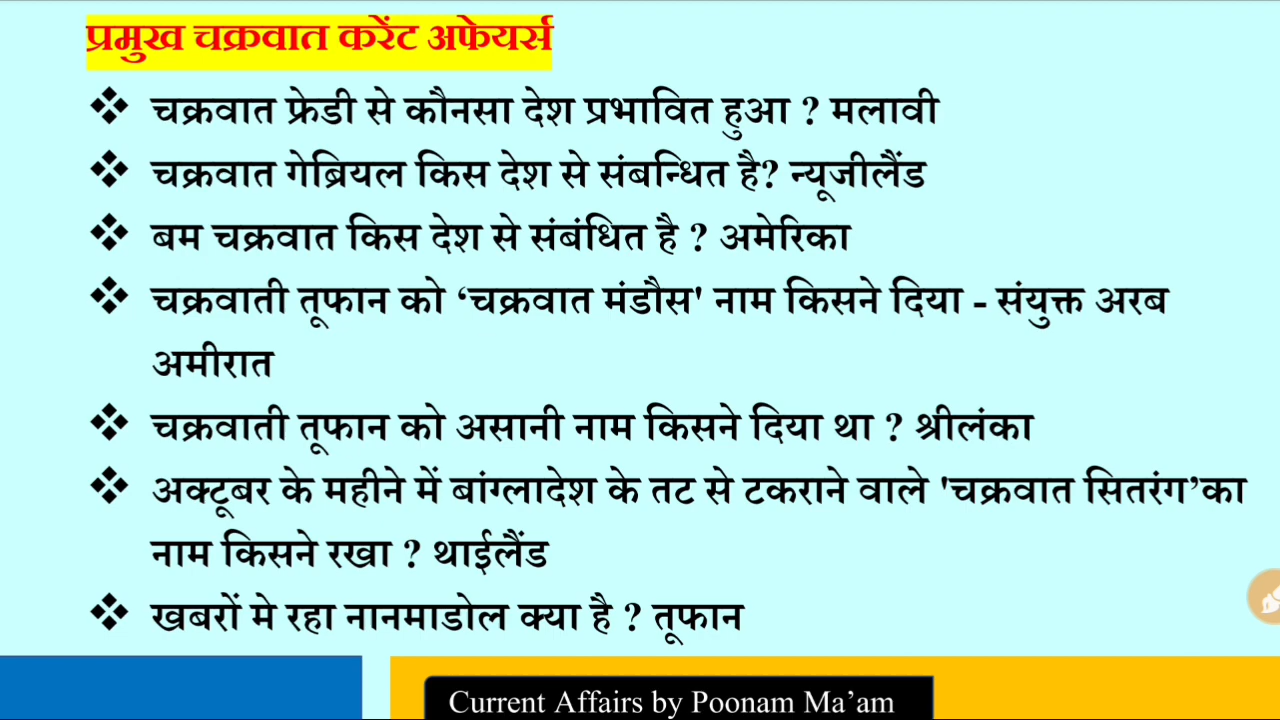 प्रमुख चक्रवात करेंट अफेयर्स
❖ चक्रवात फ्रेडी से कौनसा देश प्रभावित हुआ ? मलावी
❖ चक्रवात गेब्रियल किस देश से संबन्धित है? न्यूजीलैंड
❖ बम चक्रवात किस देश से संबंधित है ? अमेरिका
❖ चक्रवाती तूफान को ‘चक्रवात मंडौस' नाम किसने दिया - संयुक्त अरब
अमीरात
❖ चक्रवाती तूफान को असानी नाम किसने दिया था ? श्रीलंका
❖ अक्टूबर के महीने में बांग्लादेश के तट से टकराने वाले 'चक्रवात सितरंग’का
नाम किसने रखा ? थाईलैंड
❖ खबरों मे रहा नानमाडोल क्या है ? तूफान
Current Affairs by Poonam Ma’am